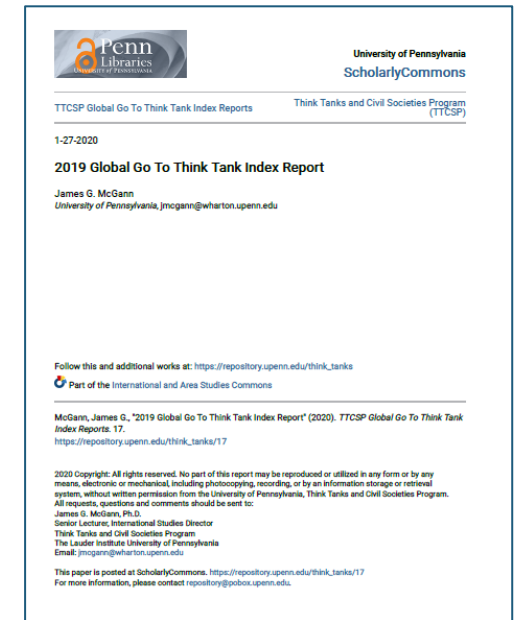 Penn
Libraries
UNIVERSITY OF PENNSYLVANIA
University of Pennsylvania
ScholarlyCommons
TTCSP Global Go To Think Tank Index Reports
Think Tanks and Civil Societies Program
(TTCSP)
1-27-2020
2019 Global Go To Think Tank Index Report
James G. McGann
University of Pennsylvania, jmcgann@wharton.upenn.edu
Follow this and additional works at: https://repository.upenn.edu/think_tanks
Part of the International and Area Studies Commons
McGann, James G., "2019 Global Go To Think Tank Index Report" (2020). TTCSP Global Go To Think Tank
Index Reports. 17.
https://repository.upenn.edu/think_tanks/17
2020 Copyright: All rights reserved. No part of this report may be reproduced or utilized in any form or by any
means, electronic or mechanical, including photocopying, recording, or by an information storage or retrieval
system, without written permission from the University of Pennsylvania, Think Tanks and Civil Societies Program.
All requests, questions and comments should be sent to:
James G. McGann, Ph.D.
Senior Lecturer, International Studies Director
Think Tanks and Civil Societies Program
The Lauder Institute University of Pennsylvania
Email: jmcgann@wharton.upenn.edu
This paper is posted at ScholarlyCommons. https://repository.upenn.edu/think_tanks/17
For more information, please contact repository@pobox.upenn.edu.